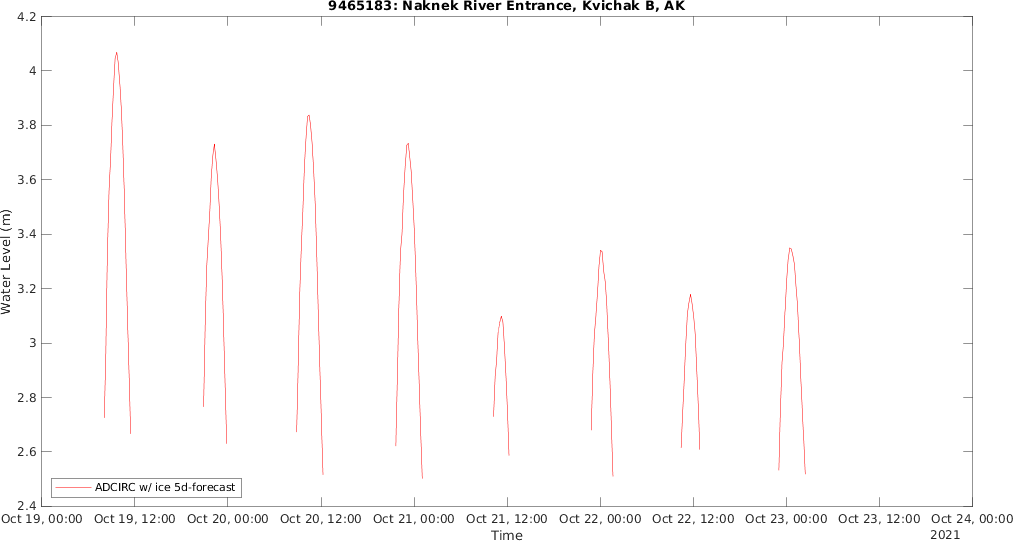 9465183: Naknek River Entrance, Kvichak B, AK
4.2
4
3.8
3.6
3.4
3.2
3
2.8
2.6
2.4
Water Level (m)
ADCIRC w/ ice 5d-forecast
Oct 19, 00:00 Oct 19, 12:00 Oct 20, 00:00 Oct 20, 12:00 Oct 21, 00:00 Oct 21, 12:00 Oct 22, 00:00 Oct 22, 12:00 Oct 23, 00:00 Oct 23, 12:00 Oct 24, 00:00
Time
2021